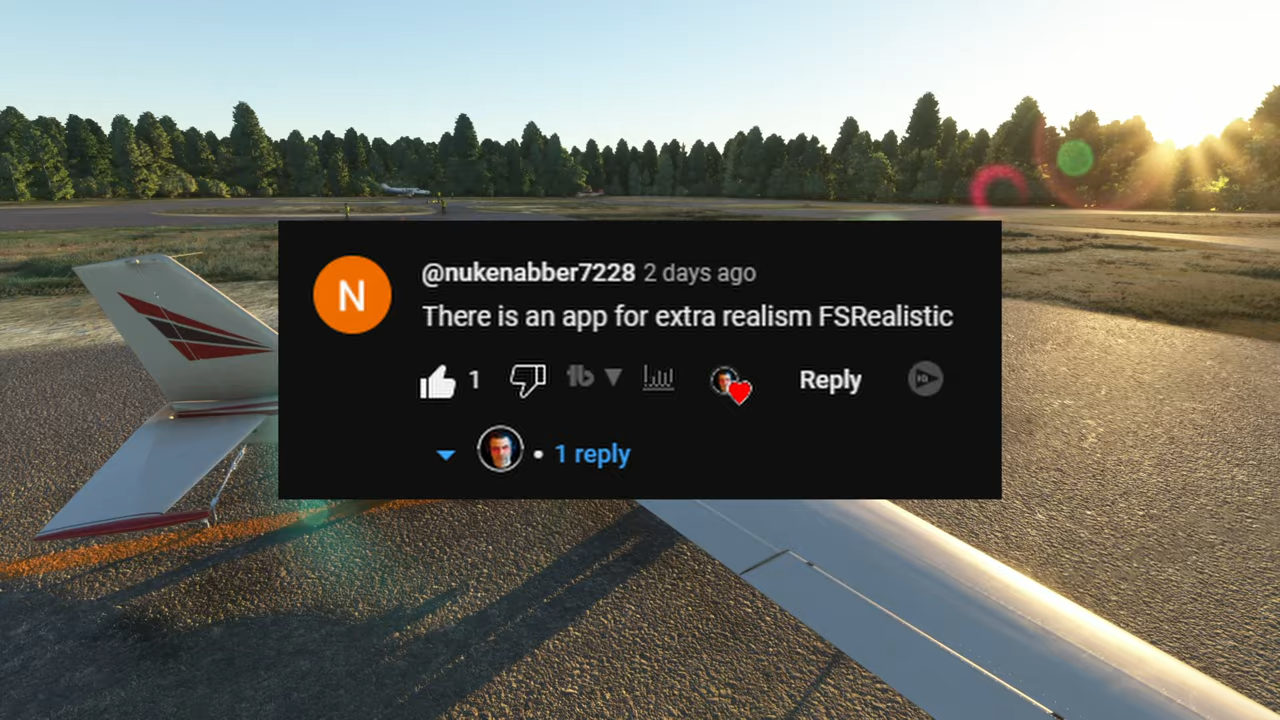 N
@nukenabber7228 2 days ago
There is an app for extra realism FSRealistic
1
Reply
1 reply